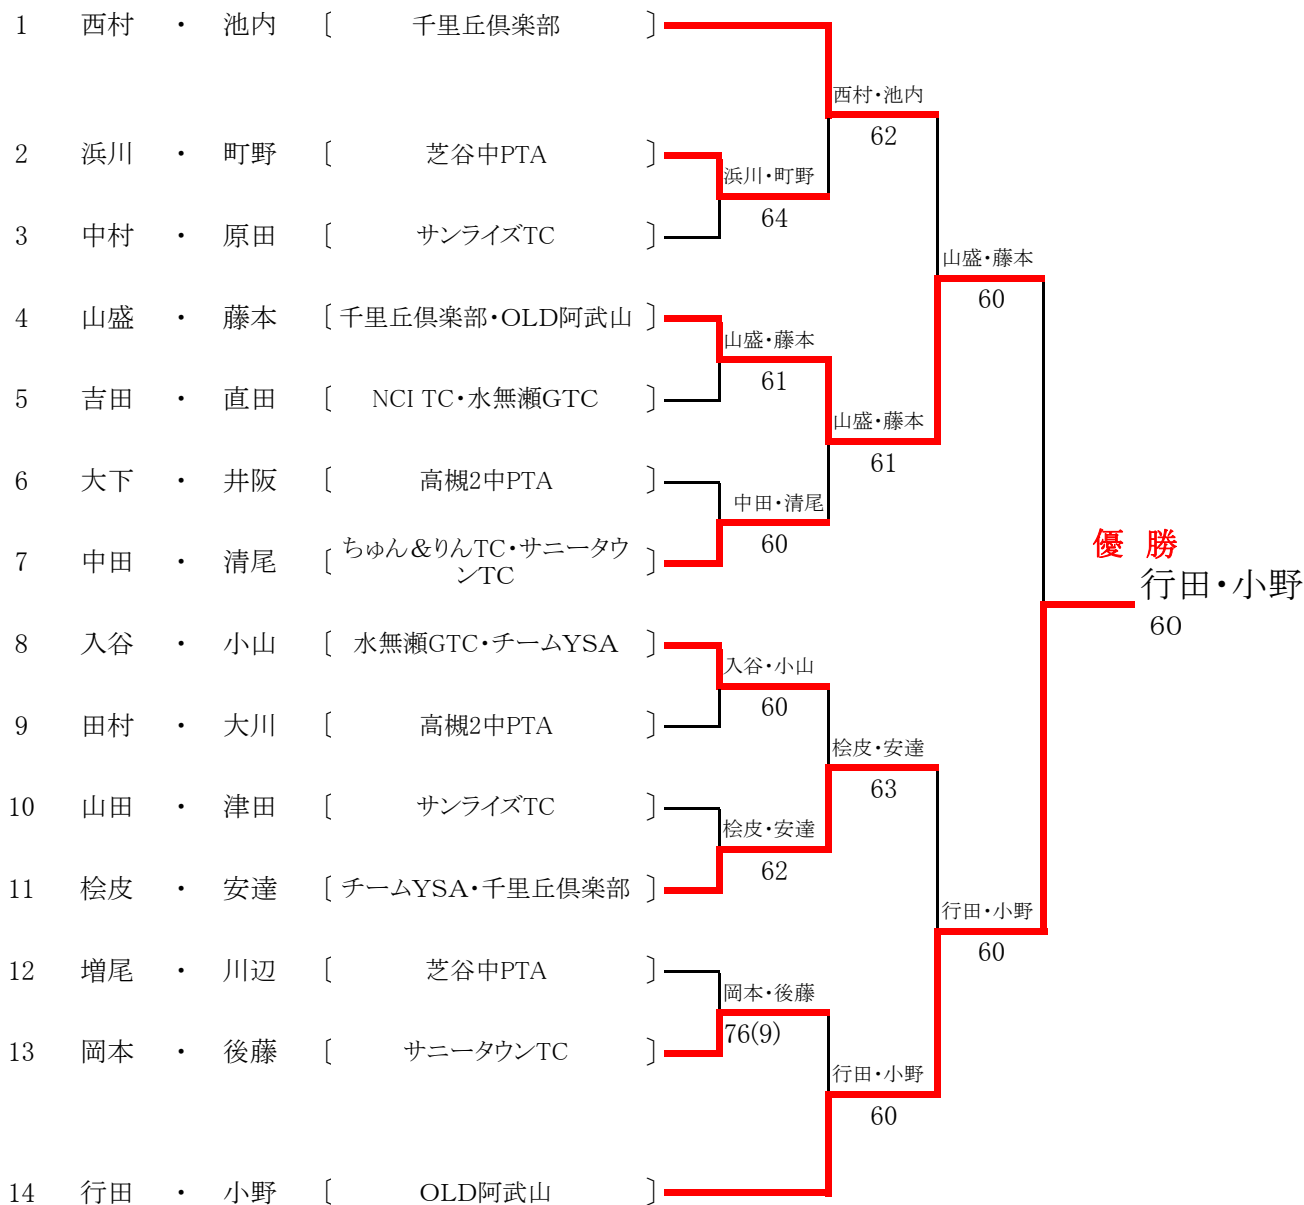 1 西村 ・ 池内 〔 千里丘倶楽部 〕
西村・池内
62
2 浜川 ・ 町野 〔 芝谷中PTA 〕
浜川・町野
64
3 中村 ・ 原田 〔 サンライズTC 〕
山盛・藤本
60
4 山盛 ・ 藤本 〔 千里丘倶楽部・OLD阿武山 〕
山盛・藤本
61
5 吉田 ・ 直田 〔 NCI TC・水無瀬GTC 〕
山盛・藤本
61
6 大下 ・ 井阪 〔 高槻2中PTA 〕
中田・清尾
60
7 中田 ・ 清尾 〔 ちゅん&りんTC・サニータウ
ンTC 〕
優 勝
行田・小野
60
8 入谷 ・ 小山 〔 水無瀬GTC・チームYSA 〕
入谷・小山
60
9 田村 ・ 大川 〔 高槻2中PTA 〕
桧皮・安達
63
10 山田 ・ 津田 〔 サンライズTC 〕
桧皮・安達
62
11 桧皮 ・ 安達 〔 チームYSA・千里丘倶楽部 〕
行田・小野
60
12 増尾 ・ 川辺 〔 芝谷中PTA 〕
岡本・後藤
76(9)
13 岡本 ・ 後藤 〔 サニータウンTC 〕
行田・小野
60
14 行田 ・ 小野 〔 OLD阿武山 〕